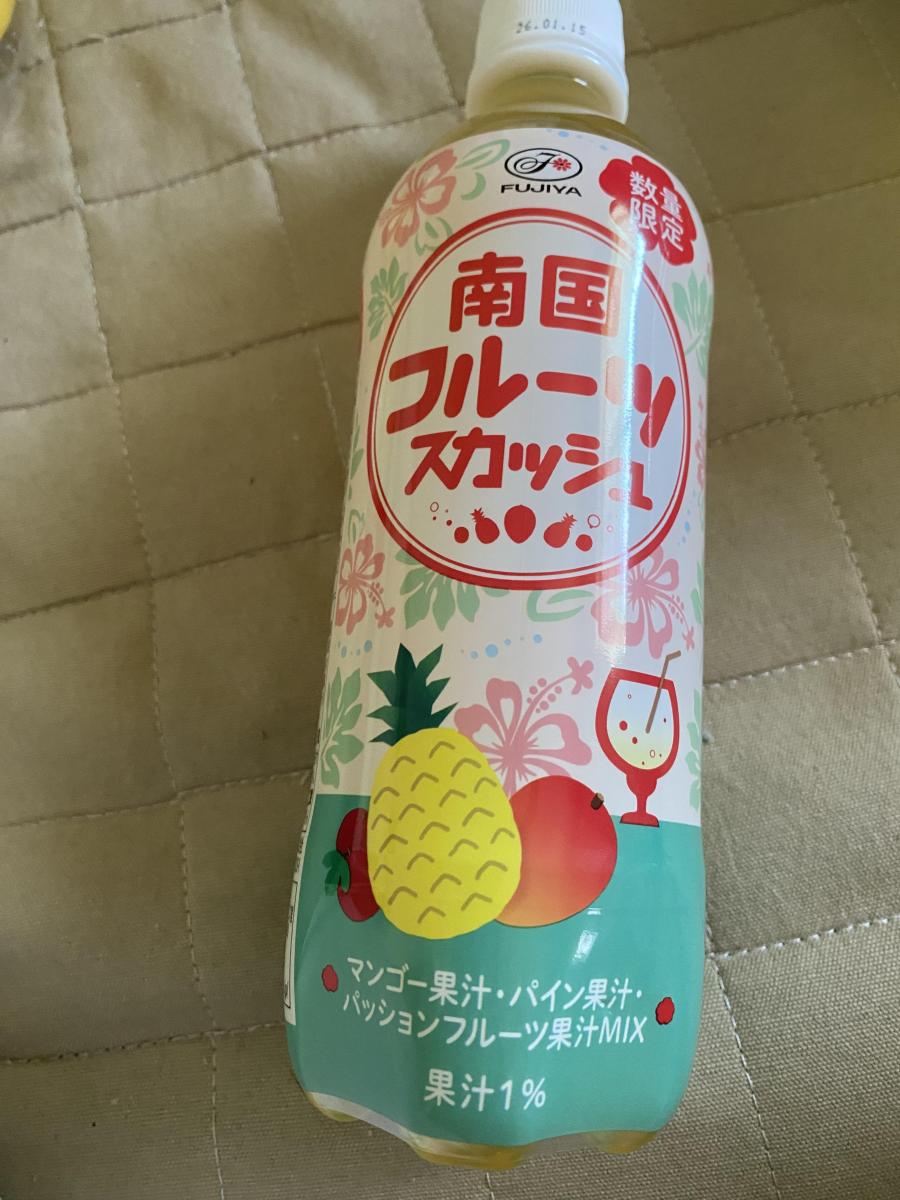 26.01.15
FUJIYA
数量
限定
南国
フルーツ
スカッシュ
マンゴー果汁・パイン果汁・
パッションフルーツ果汁MIX
果汁1%